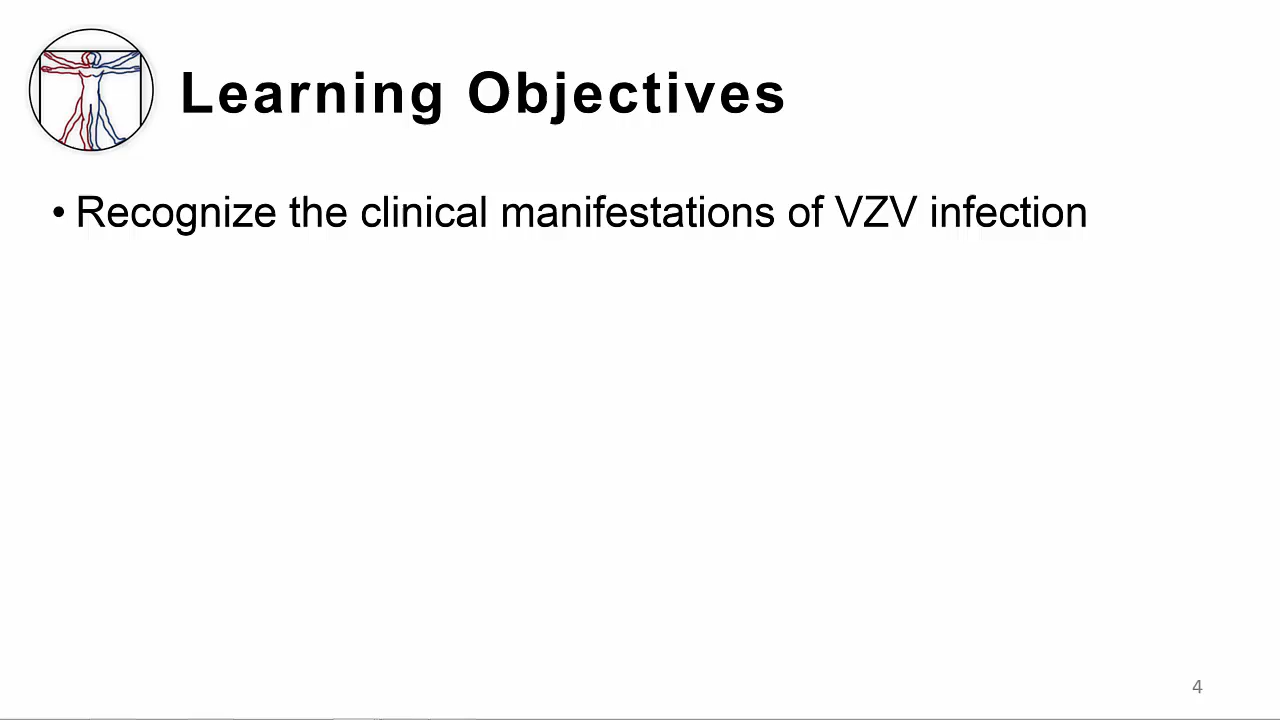 Learning Objectives
• Recognize the clinical manifestations of VZV infection
4